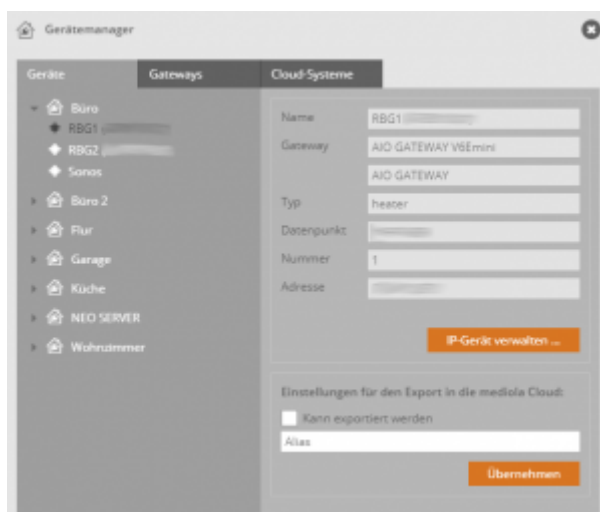 Gerätemanager
Geräte Gateways Cloud-Systeme
Büro
RBG1
RBG2
Sonos
Büro 2
Flur
Garage
Küche
NEO SERVER
Wohnzimmer
Name RBG1
Gateway AIO GATEWAY V6Emini
AIO GATEWAY
Typ heater
Datenpunkt
Nummer 1
Adresse
IP-Gerät verwalten ...
Einstellungen für den Export in die mediola Cloud:
Kann exportiert werden
Alias
Übernehmen